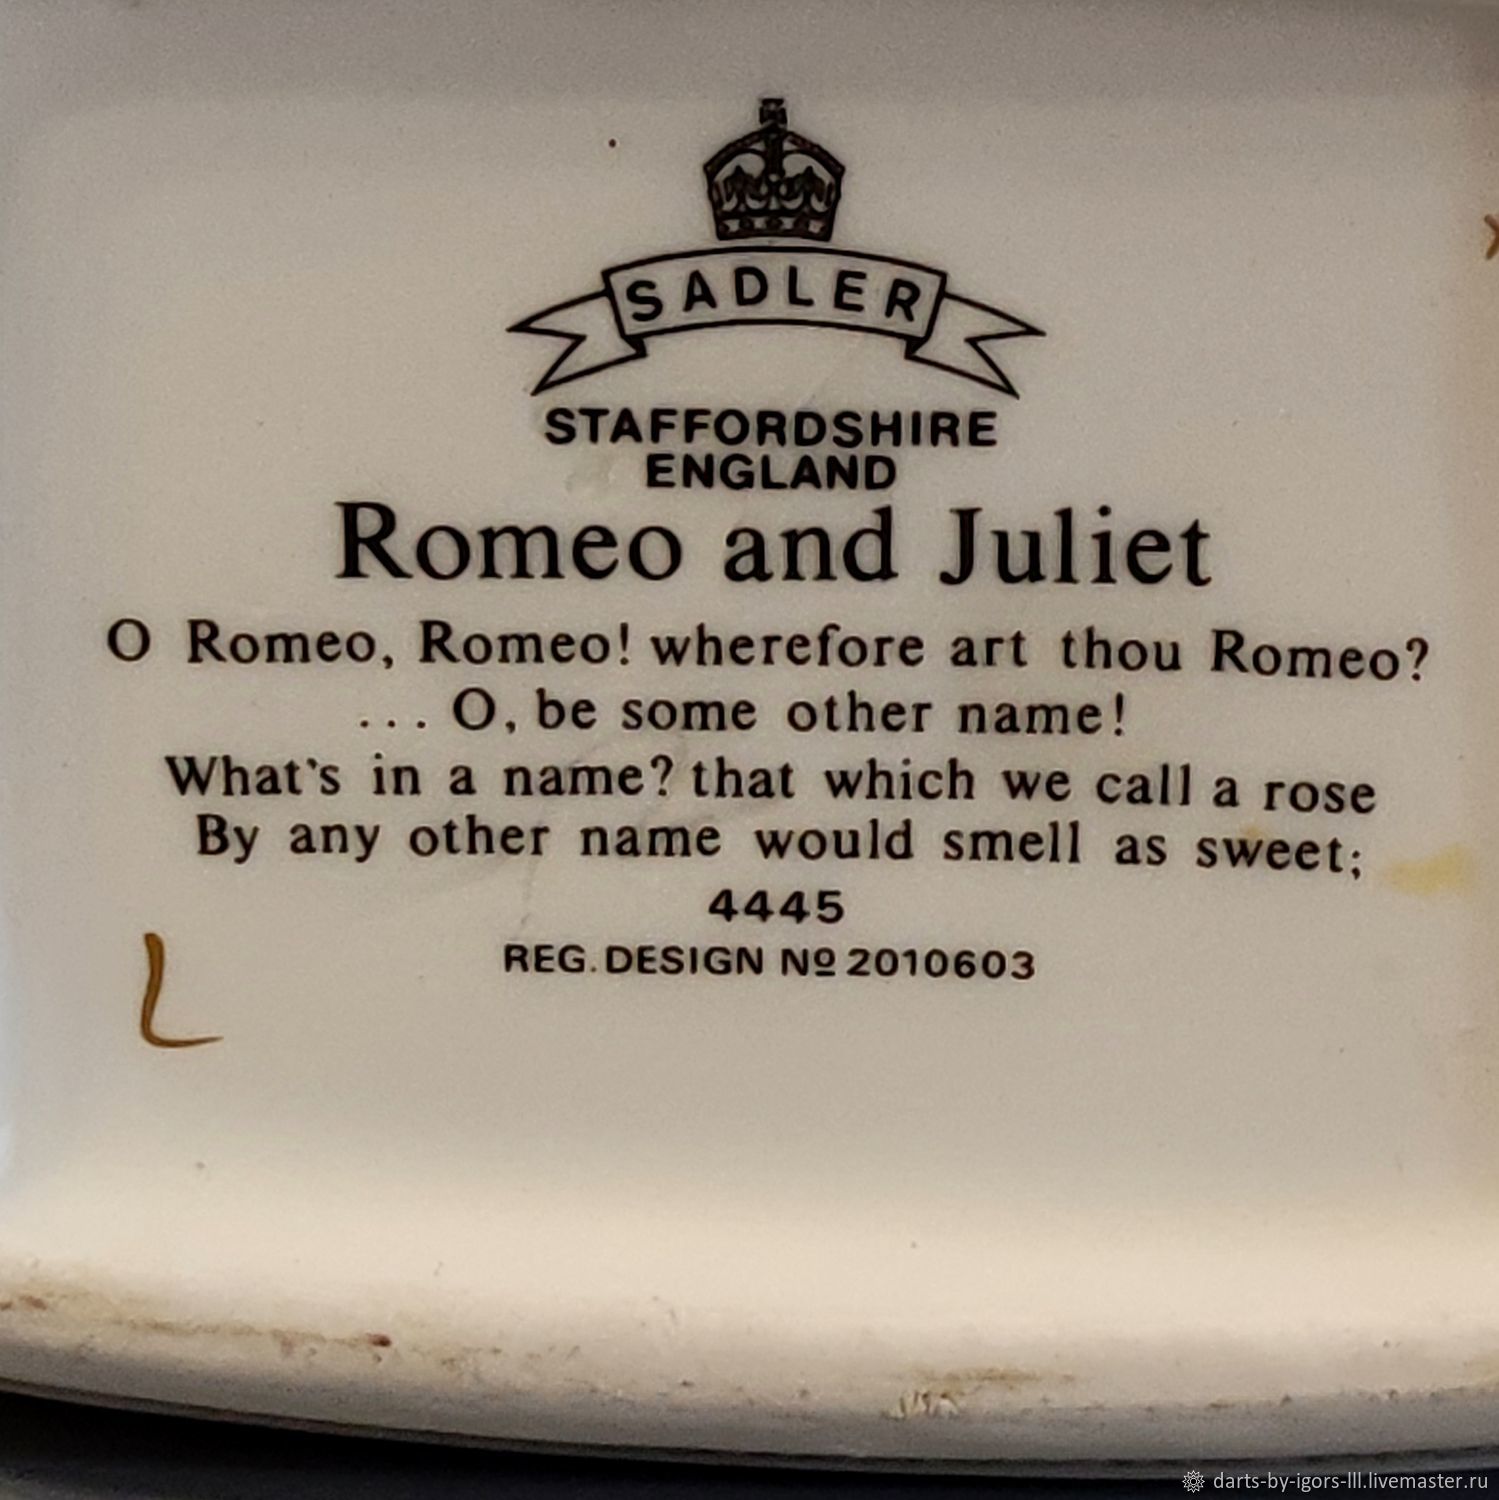 SADLER
STAFFORDSHIRE
ENGLAND
Romeo and Juliet
O Romeo, Romeo! wherefore art thou Romeo?
... O, be some other name!
What's in a name? that which we call a rose
By any other name would smell as sweet;
4445
REG. DESIGN Nº 2010603
L
darts-by-igors-lll.livemaster.ru